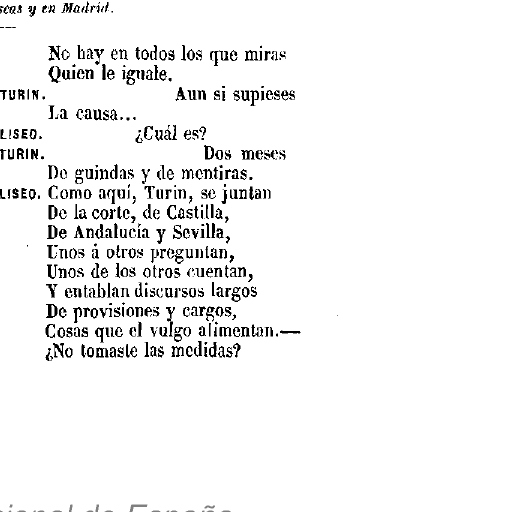 y en Madrid.
No hay en todos los que miras
Quien le iguale.
TURIN. Aun si supieses
La causa...
LISEO. ¿Cuál es?
TURIN. Dos meses
De guindas y de mentiras.
LISEO. Como aquí, Turin, se juntan
De la corte, de Castilla,
De Andalucía y Sevilla,
Unos á otros preguntan,
Unos de los otros cuentan,
Y entablan discursos largos
De provisiones y cargos,
Cosas que el vulgo alimentan.—
¿No tomaste las medidas?
de España